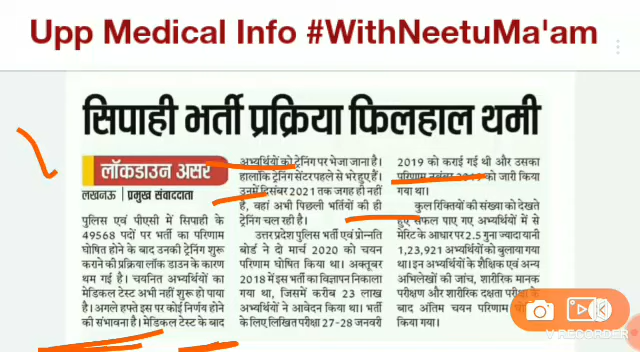 Upp Medical Info #WithNeetuMa'am
सिपाही भर्ती प्रक्रिया फिलहाल थमी
लॉकडाउन असर
लखनऊ | प्रमुख संवाददाता
पुलिस एवं पीएसी में सिपाही के
49568 पदों पर भर्ती का परिणाम
घोषित होने के बाद उनकी ट्रेनिंग शुरू
कराने की प्रक्रिया लॉक डाउन के कारण
थम गई है। चयनित अभ्यर्थियों का
मेडिकल टेस्ट अभी नहीं शुरू हो पाया
है। अगले हफ्ते इस पर कोई निर्णय होने
की संभावना है। मेडिकल टेस्ट के बाद
अभ्यर्थियों को ट्रेनिंग पर भेजा जाना है।
हालांकि ट्रेनिंग सेंटर पहले से भरे हुए हैं।
उनमें दिसंबर 2021 तक जगह ही नहीं
है, वहां अभी पिछली भर्तियों की ही
ट्रेनिंग चल रही है।
उत्तर प्रदेश पुलिस भर्ती एवं प्रोन्नति
बोर्ड ने दो मार्च 2020 को चयन
परिणाम घोषित किया था। अक्तूबर
2018 में इस भर्ती का विज्ञापन निकाला
गया था, जिसमें करीब 23 लाख
अभ्यर्थियों ने आवेदन किया था। भर्ती
के लिए लिखित परीक्षा 27-28 जनवरी
2019 को कराई गई थी और उसका
परिणाम को जारी किया
गया था।
कुल रिक्तियों की संख्या को देखते
हुए सफल पाए गए अभ्यर्थियों में से
मेरिट के आधार पर 2.5 गुना ज्यादा यानी
1,23,921 अभ्यर्थियों को बुलाया गया
था। इन अभ्यर्थियों के शैक्षिक एवं अन्य
अभिलेखों की जांच, शारीरिक मानक
परीक्षण और शारीरिक दक्षता परीक्षा के
बाद अंतिम चयन परिणाम
किया गया।
V RECORDER